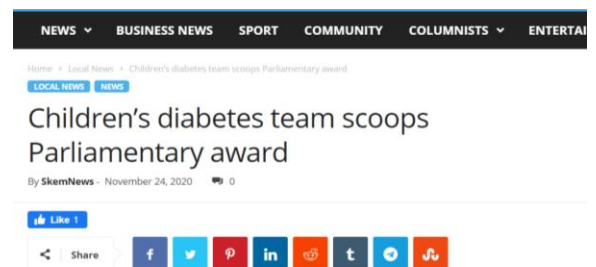 NEWS BUSINESS NEWS SPORT COMMUNITY COLUMNISTS ENTERTAI
Home > Local News > Children's diabetes team scoops Parliamentary award
LOCAL NEWS NEWS
Children’s diabetes team scoops
Parliamentary award
By SkemNews - November 24, 2020 0
Like 1
Share